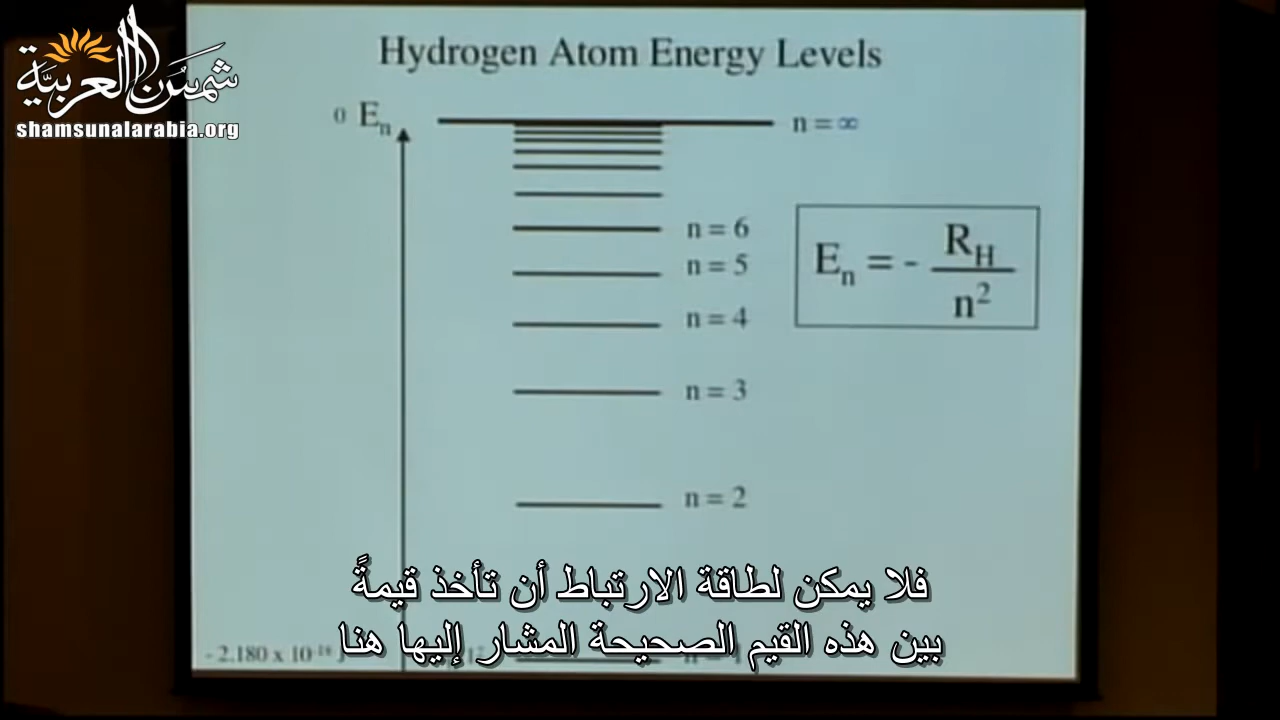 شمس العربية
shamsunalarabia.org
Hydrogen Atom Energy Levels
0 Eₙ
n = ∞
n = 6
n = 5
n = 4
n = 3
n = 2
Eₙ = - R_H / n²
فلا يمكن لطاقة الارتباط أن تأخذ قيمةً
بين هذه القيم الصحيحة المشار إليها هنا
- 2.180 x 10